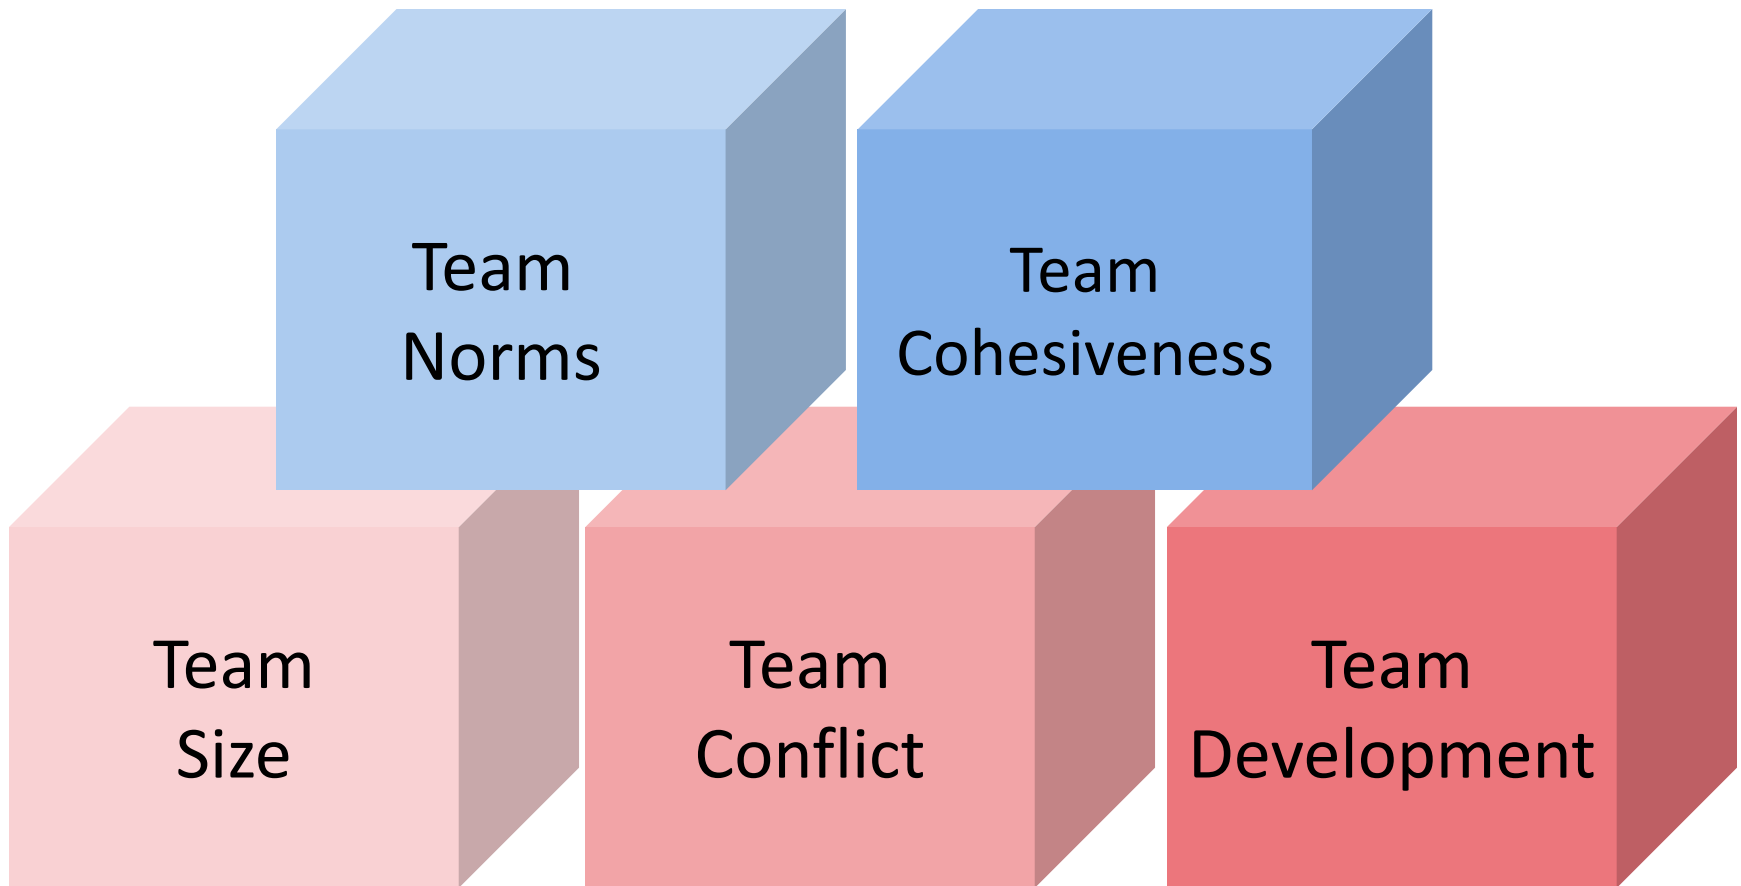 Team
Norms
Team
Cohesiveness
Team
Size
Team
Conflict
Team
Development